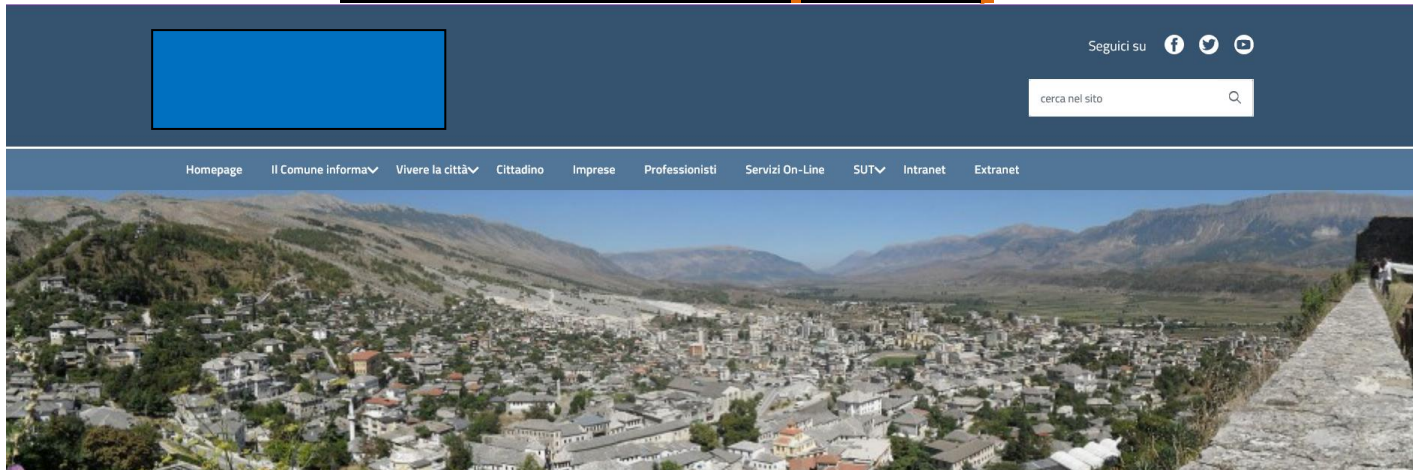 Seguici su
cerca nel sito
Homepage Il Comune informa Vivere la città Cittadino Imprese Professionisti Servizi On-Line SUT Intranet Extranet